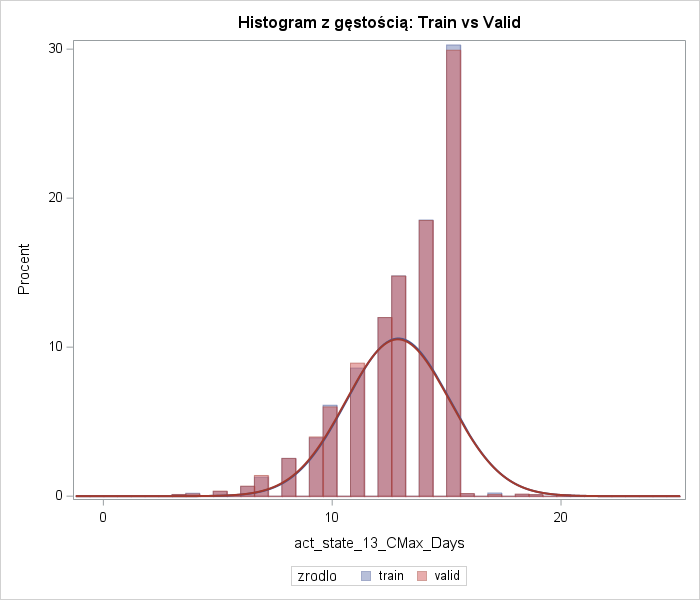 Histogram z gęstością: Train vs Valid
30
20
10
0
Procent
0 10 20
act_state_13_CMax_Days
zrodlo train valid